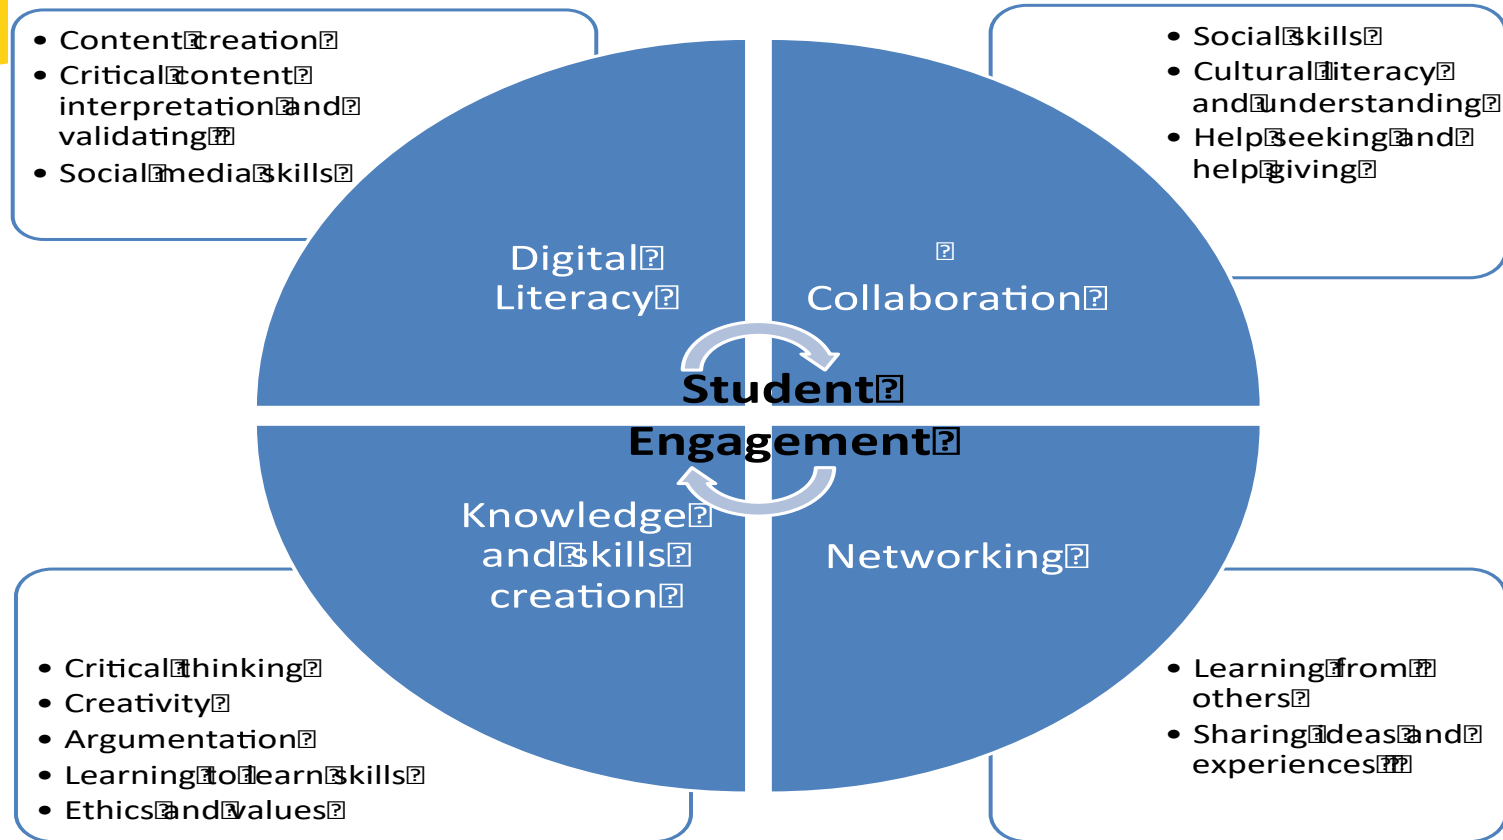 • Content creation
• Critical content
interpretation and
validating
• Social media skills
• Social skills
• Cultural literacy
and understanding
• Help seeking and
help giving
Digital
Literacy
Collaboration
Student
Engagement
Knowledge
and skills
creation
Networking
• Critical thinking
• Creativity
• Argumentation
• Learning to learn skills
• Ethics and values
• Learning from
others
• Sharing ideas and
experiences